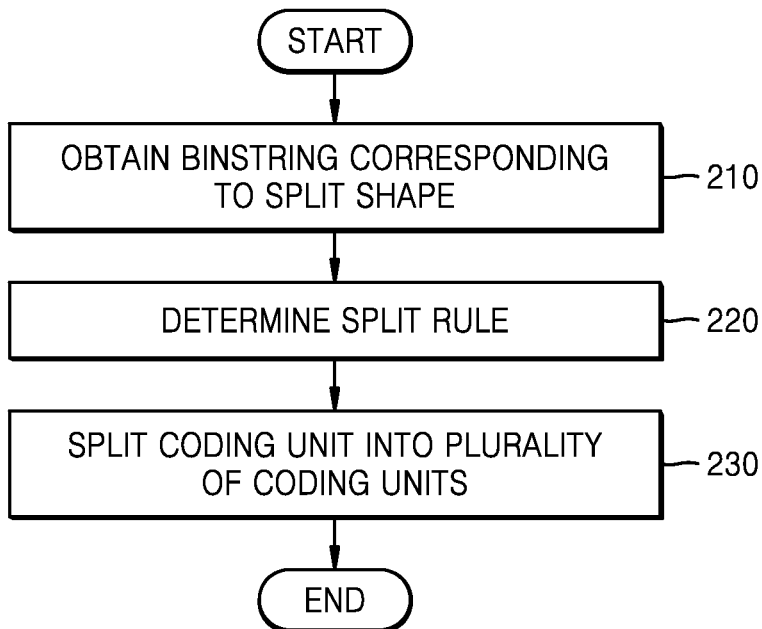 START
OBTAIN BINSTRING CORRESPONDING
TO SPLIT SHAPE
210
DETERMINE SPLIT RULE
220
SPLIT CODING UNIT INTO PLURALITY
OF CODING UNITS
230
END